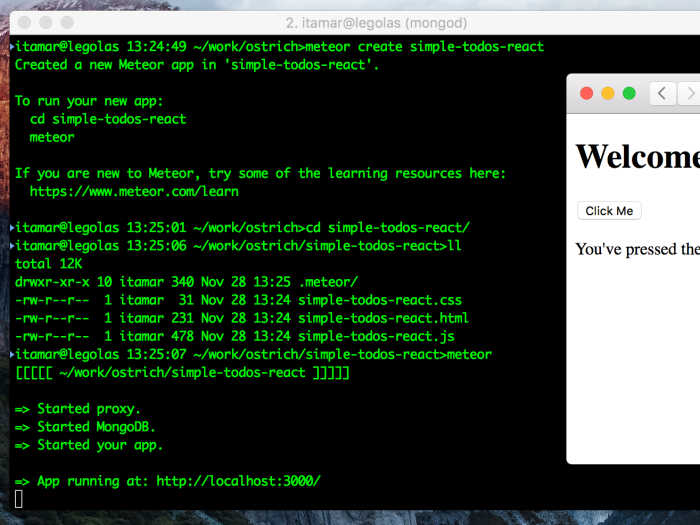 2. itamar@legolas (mongod)
itamar@legolas 13:24:49 ~/work/ostrich>meteor create simple-todos-react
Created a new Meteor app in 'simple-todos-react'.
To run your new app:
cd simple-todos-react
meteor
If you are new to Meteor, try some of the learning resources here:
https://www.meteor.com/learn
itamar@legolas 13:25:01 ~/work/ostrich>cd simple-todos-react/
itamar@legolas 13:25:06 ~/work/ostrich/simple-todos-react>ll
total 12K
drwxr-xr-x 10 itamar 340 Nov 28 13:25 .meteor/
-rw-r--r--  1 itamar  31 Nov 28 13:24 simple-todos-react.css
-rw-r--r--  1 itamar 231 Nov 28 13:24 simple-todos-react.html
-rw-r--r--  1 itamar 478 Nov 28 13:24 simple-todos-react.js
itamar@legolas 13:25:07 ~/work/ostrich/simple-todos-react>meteor
[[[[[ ~/work/ostrich/simple-todos-react ]]]]]
=> Started proxy.
=> Started MongoDB.
=> Started your app.
=> App running at: http://localhost:3000/
Welcome
Click Me
You've pressed the